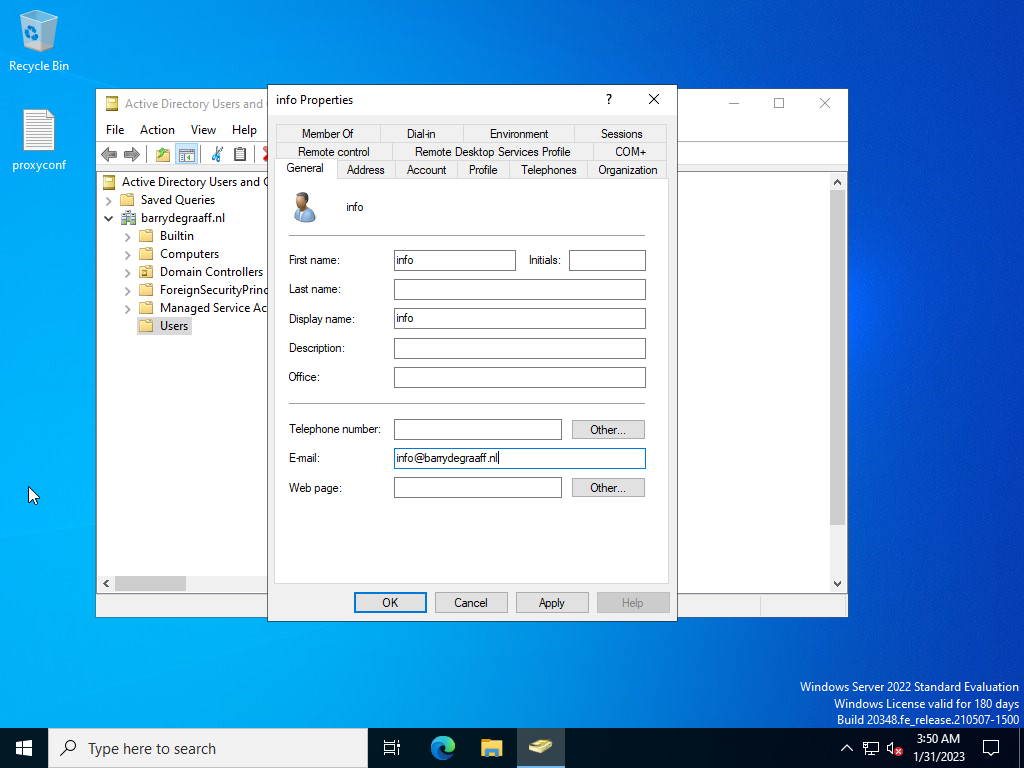 Recycle Bin
proxyconf
Active Directory Users and
File Action View Help
Active Directory Users and
Saved Queries
barrydegraaff.nl
Builtin
Computers
Domain Controllers
ForeignSecurityPrinc
Managed Service Ac
Users
info Properties
?
Member Of Dial-in Environment Sessions
Remote control Remote Desktop Services Profile COM+
General Address Account Profile Telephones Organization
info
First name: info Initials:
Last name:
Display name: info
Description:
Office:
Telephone number: Other...
E-mail: info@barrydegraaff.nl
Web page: Other...
OK Cancel Apply Help
Windows Server 2022 Standard Evaluation
Windows License valid for 180 days
Build 20348.fe_release.210507-1500
Type here to search
3:50 AM
1/31/2023